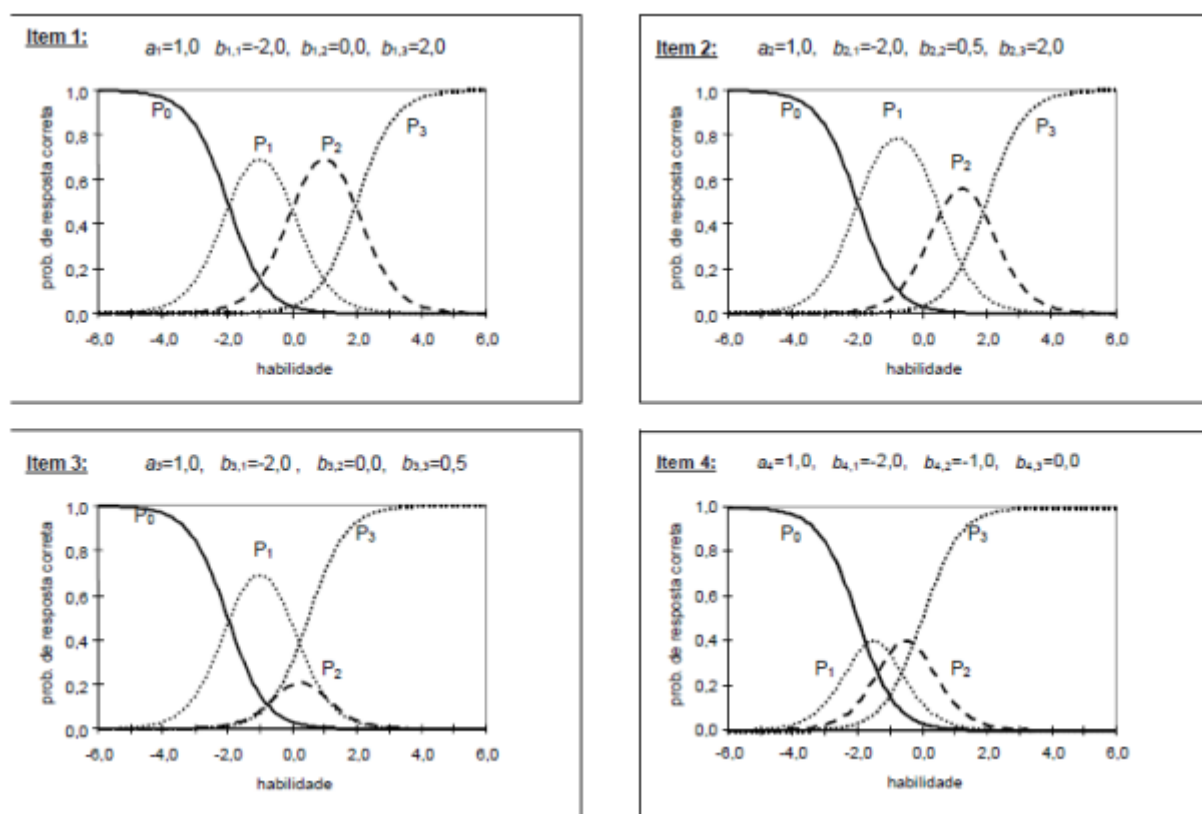 Item 1: a₁=1,0 b₁,₁=-2,0, b₁,₂=0,0, b₁,₃=2,0
prob. de resposta correta
1,0
0,8
0,6
0,4
0,2
0,0
P₀
P₁
P₂
P₃
-6,0 -4,0 -2,0 0,0 2,0 4,0 6,0
habilidade
Item 2: a₂=1,0, b₂,₁=-2,0, b₂,₂=0,5, b₂,₃=2,0
prob. de resposta correta
1,0
0,8
0,6
0,4
0,2
0,0
P₀
P₁
P₂
P₃
-6,0 -4,0 -2,0 0,0 2,0 4,0 6,0
habilidade
Item 3: a₃=1,0, b₃,₁=-2,0 , b₃,₂=0,0, b₃,₃=0,5
prob. de resposta correta
1,0
0,8
0,6
0,4
0,2
0,0
P₀
P₁
P₂
P₃
-6,0 -4,0 -2,0 0,0 2,0 4,0 6,0
habilidade
Item 4: a₄=1,0, b₄,₁=-2,0, b₄,₂=-1,0, b₄,₃=0,0
prob. de resposta correta
1,0
0,8
0,6
0,4
0,2
0,0
P₀
P₁
P₂
P₃
-6,0 -4,0 -2,0 0,0 2,0 4,0 6,0
habilidade